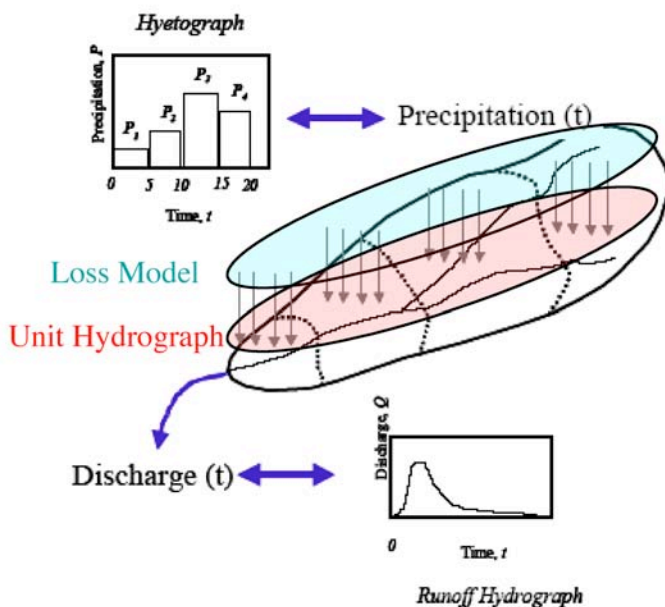 Hyetograph
Precipitation, P
P1
P2
P3
P4
0 5 10 15 20
Time, t
Precipitation (t)
Loss Model
Unit Hydrograph
Discharge (t)
Discharge, Q
0
Time, t
Runoff Hydrograph